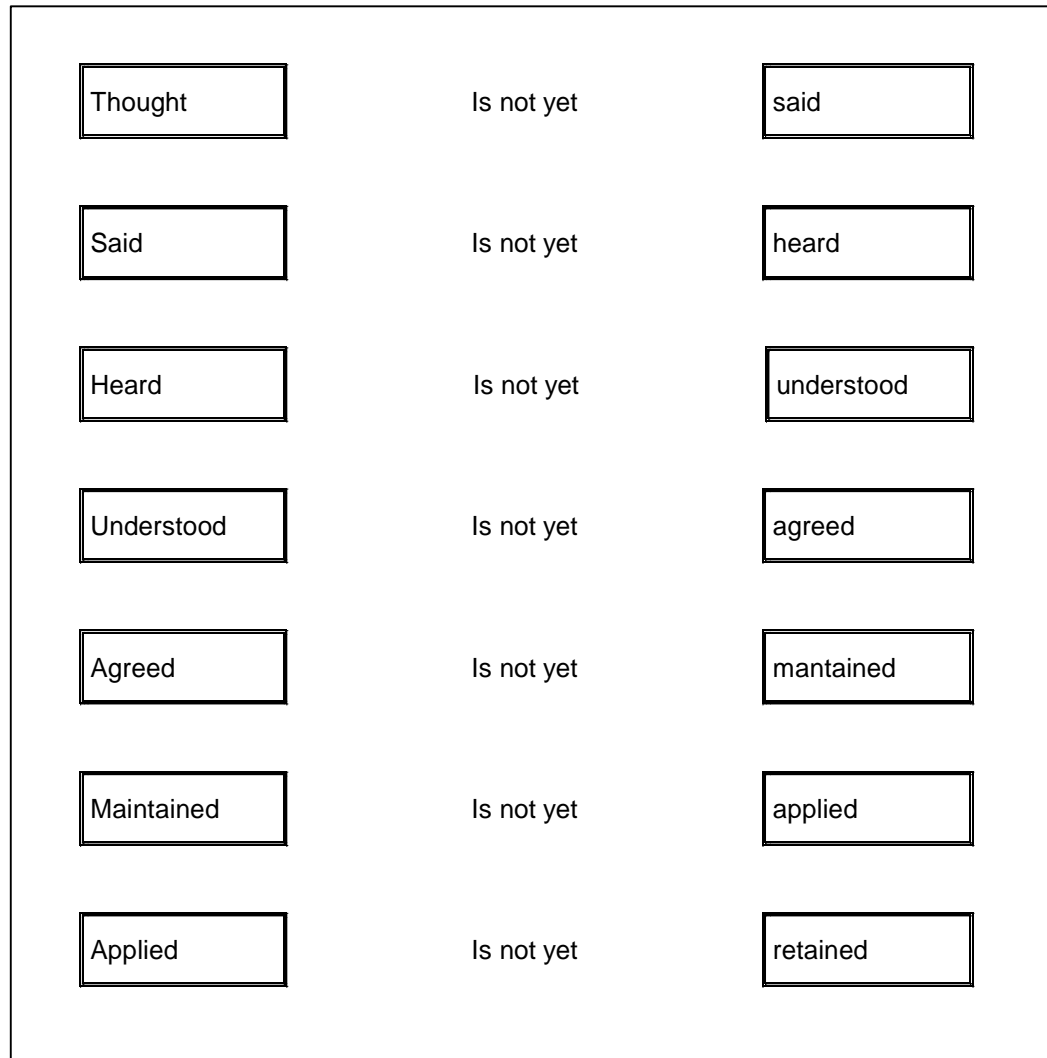 Thought Is not yet said
Said Is not yet heard
Heard Is not yet understood
Understood Is not yet agreed
Agreed Is not yet mantained
Maintained Is not yet applied
Applied Is not yet retained